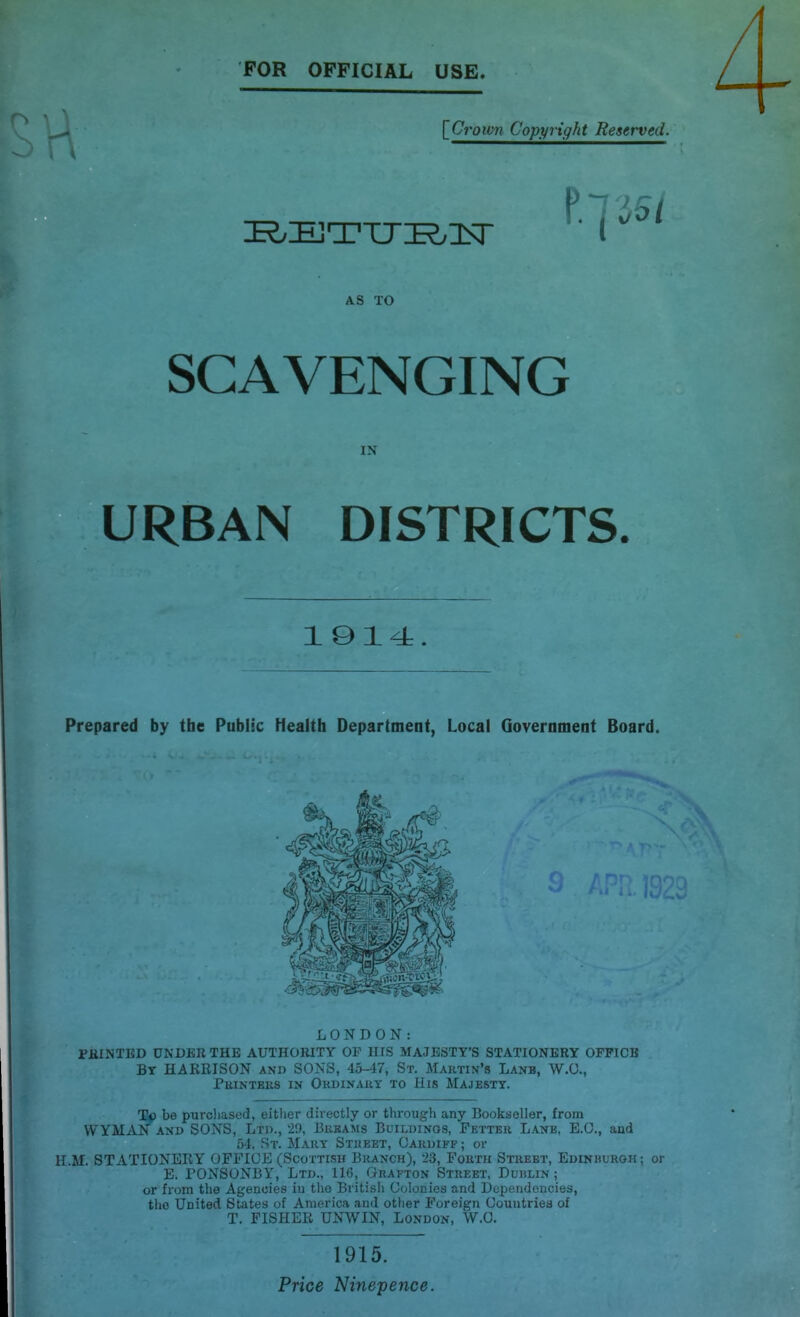 4
FOR OFFICIAL USE.
[Crown Copyright Reserved.
SH
P.7351
RETURN
AS TO
SCAVENGING
IN
URBAN DISTRICTS.
1914.
Prepared by the Public Health Department, Local Government Board.
9 APR. 1929
LONDON:
PRINTED UNDER THE AUTHORITY OF HIS MAJESTY'S STATIONERY OFFICE
BY HARRISON AND SONS, 45-47, ST. MARTIN'S LANE, W.C.,
PRINTERS IN ORDINARY TO HIS MAJESTY.
To be purchased, either directly or through any Bookseller, from
WYMAN AND SONS, LTD., 29, BREAMS BUILDINGS, FETTER LANE, E.C., and
54, ST. MARY STREET, CARDIFF; or
H.M. STATIONERY OFFICE (SCOTTISH BRANCH), 23, FORTH STREET, EDINBURGH; or
E. PONSONBY, LTD., 116, GRAFTON STREET, DUBLIN;
or from the Agencies in the British Colonies and Dependencies,
the United States of America and other Foreign Countries of
T. FISHER UNWIN, LONDON, W.C.
1915.
Price Ninepence.